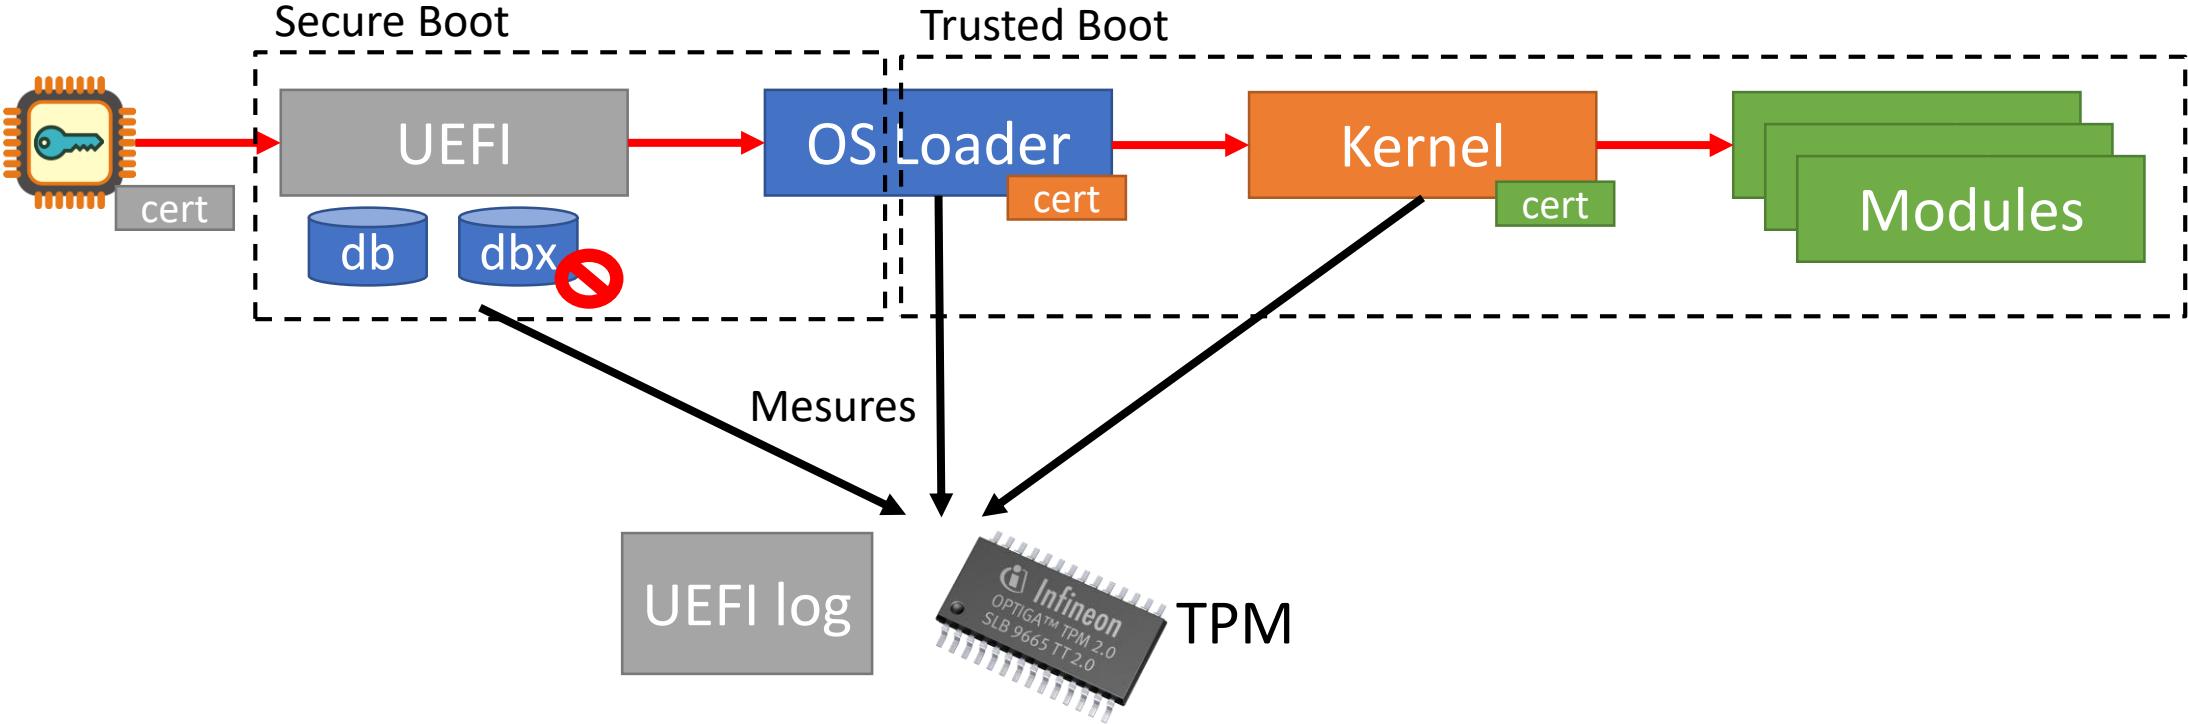 Secure Boot
Trusted Boot
UEFI
OS Loader
Kernel
Modules
cert
cert
cert
db
dbx
Mesures
UEFI log
Infineon
OPTIGA™ TPM 2.0
SLB 9665 TT 2.0
TPM